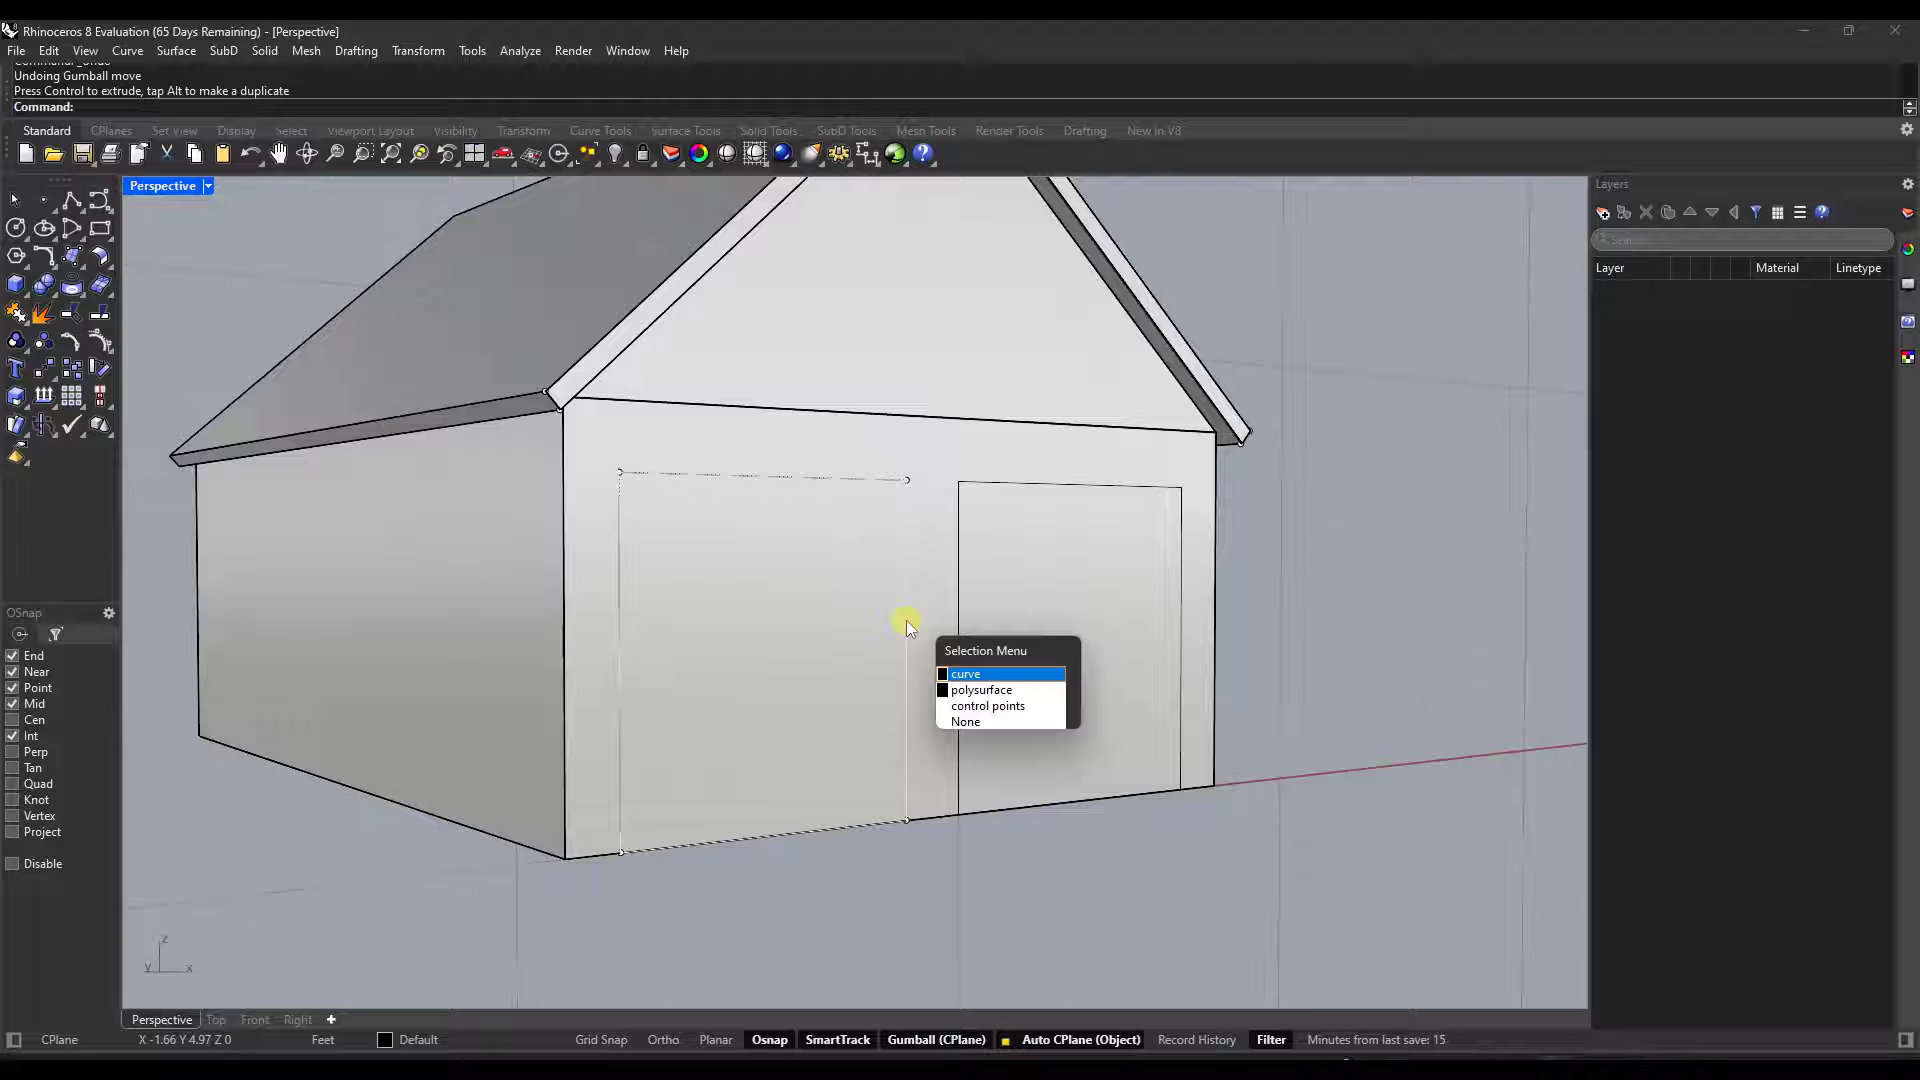 Rhinoceros 8 Evaluation (65 Days Remaining) - [Perspective]
File Edit View Curve Surface SubD Solid Mesh Drafting Transform Tools Analyze Render Window Help
Undoing Gumball move
Press Control to extrude, tap Alt to make a duplicate
Command:
Standard CPlanes Set View Display Select Viewport Layout Visibility Transform Curve Tools Surface Tools Solid Tools SubD Tools Mesh Tools Render Tools Drafting New in V8
Perspective
Layers
Search
Layer Material Linetype
OSnap
End
Near
Point
Mid
Cen
Int
Perp
Tan
Quad
Knot
Vertex
Project
Disable
Selection Menu
curve
polysurface
control points
None
z
y x
Perspective Top Front Right
CPlane X -1.66 Y 4.97 Z 0 Feet Default Grid Snap Ortho Planar Osnap SmartTrack Gumball (CPlane) Auto CPlane (Object) Record History Filter Minutes from last save: 15